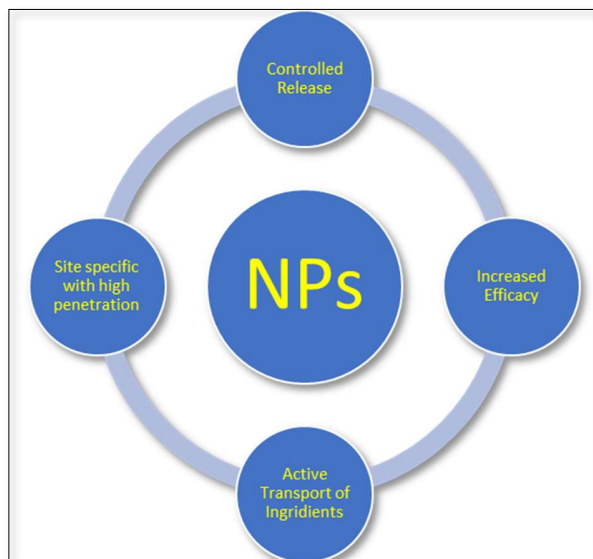 Controlled
Release
Site specific
with high
penetration
NPs
Increased
Efficacy
Active
Transport of
Ingridients